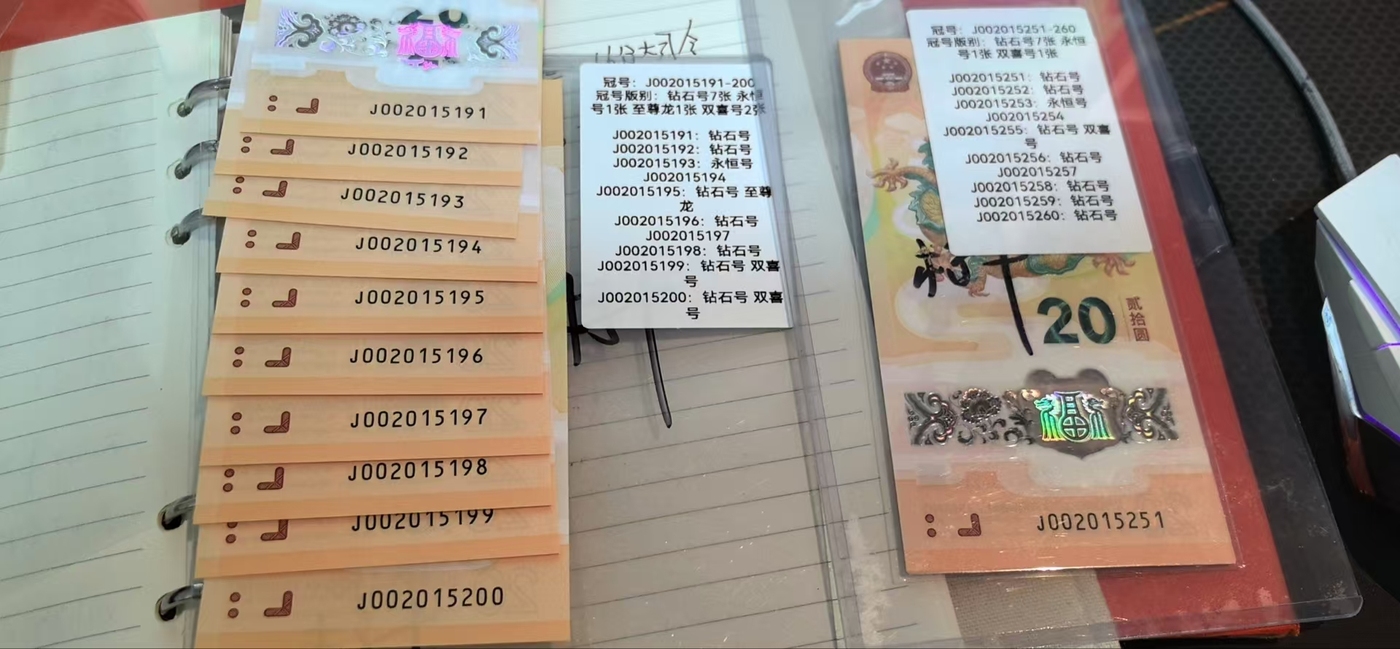 J002015191
J002015192
J002015193
J002015194
J002015195
J002015196
J002015197
J002015198
J002015199
J002015200
冠号：J002015191-200
冠号版别：钻石号7张 永恒
号1张 至尊龙1张 双喜号2张
J002015191：钻石号
J002015192：钻石号
J002015193：永恒号
J002015194
J002015195：钻石号 至尊
龙
J002015196：钻石号
J002015197
J002015198：钻石号
J002015199：钻石号 双喜
号
J002015200：钻石号 双喜
号
冠号：J002015251-260
冠号版别：钻石号7张 永恒
号1张 双喜号1张
J002015251：钻石号
J002015252：钻石号
J002015253：永恒号
J002015254
J002015255：钻石号 双喜
号
J002015256：钻石号
J002015257
J002015258：钻石号
J002015259：钻石号
J002015260：钻石号
20
贰拾圆
J002015251